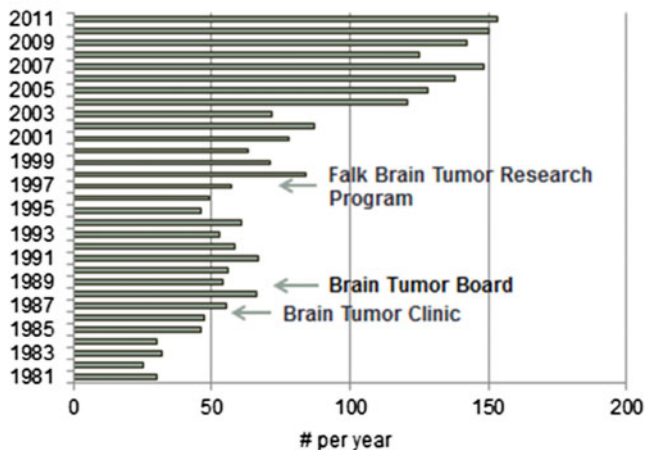 2011
2009
2007
2005
2003
2001
1999
Falk Brain Tumor Research
1997
Program
1995
1993
1991
1989
Brain Tumor Board
1987
Brain Tumor Clinic
1985
1983
1981
0 50 100 150 200
# per year